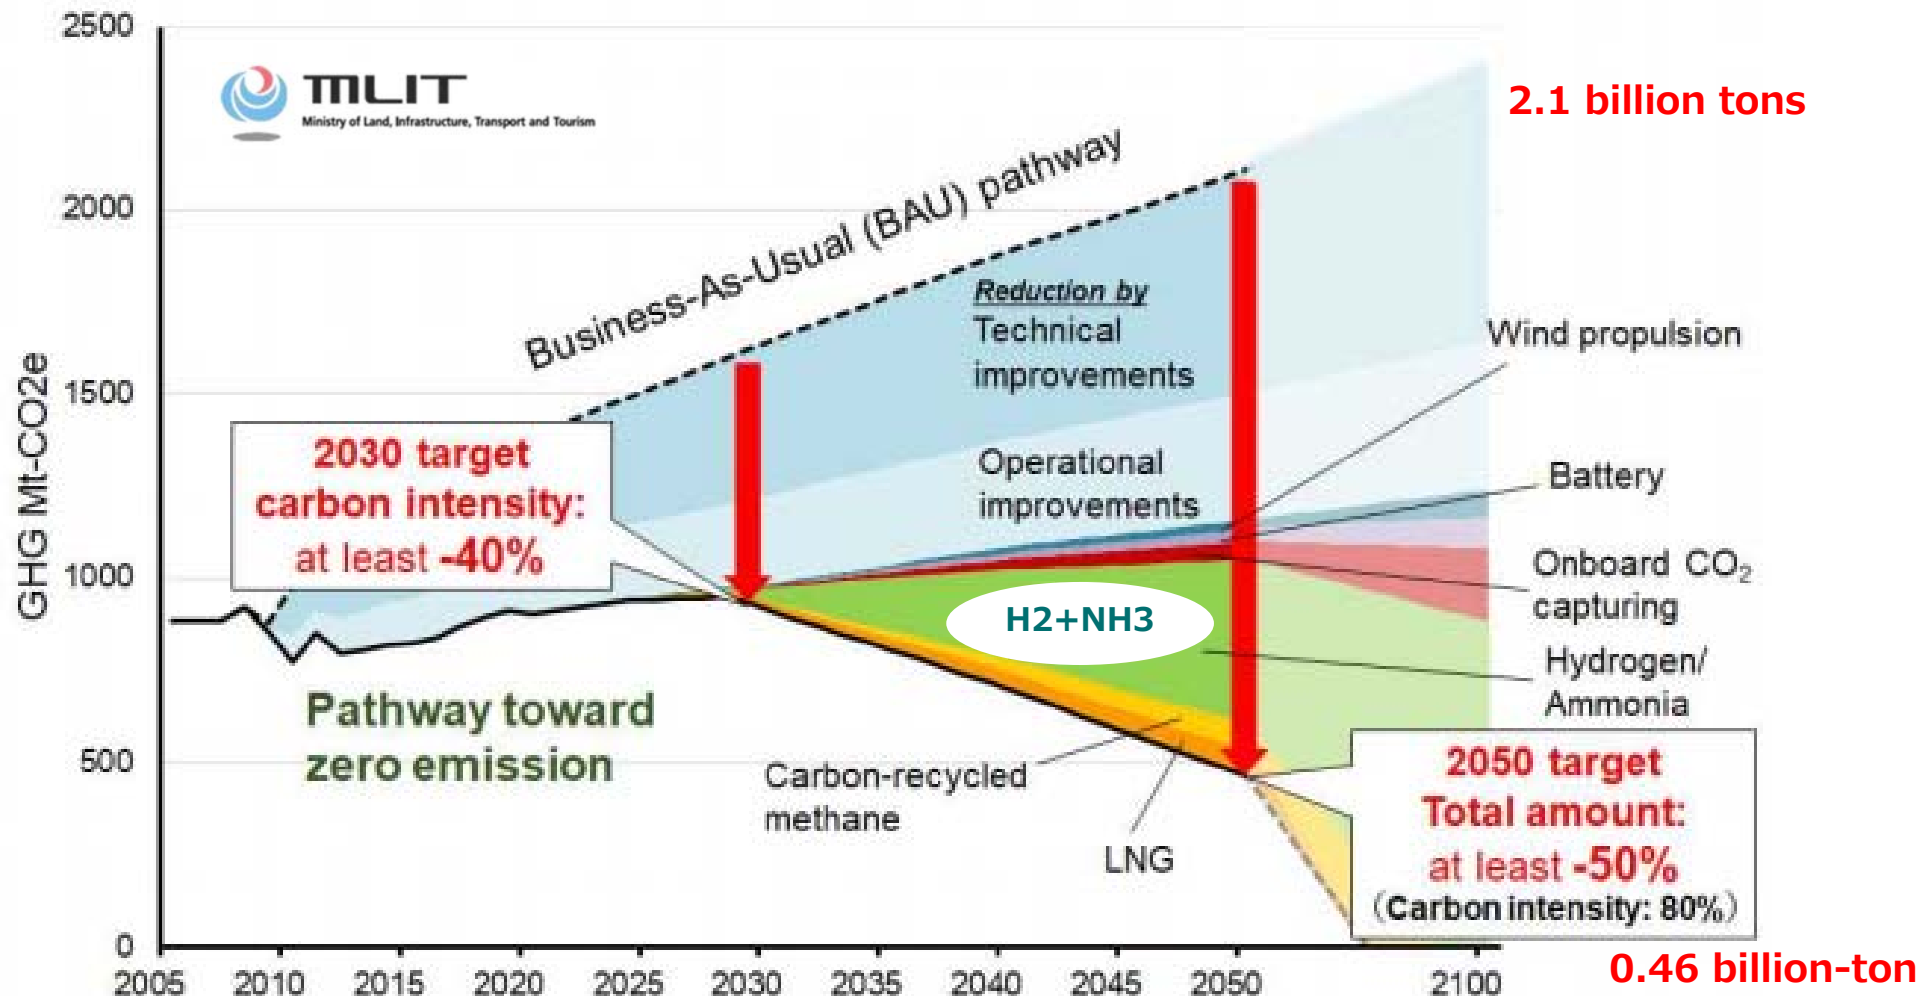 2500
2000
1500
1000
500
0
GHG Mt-CO2e
MLIT
Ministry of Land, Infrastructure, Transport and Tourism
2.1 billion tons
Business-As-Usual (BAU) pathway
Reduction by
Technical
improvements
Operational
improvements
Wind propulsion
Battery
Onboard CO₂
capturing
Hydrogen/
Ammonia
2030 target
carbon intensity:
at least -40%
H2+NH3
Pathway toward
zero emission
Carbon-recycled
methane
LNG
2050 target
Total amount:
at least -50%
(Carbon intensity: 80%)
2005 2010 2015 2020 2025 2030 2035 2040 2045 2050 2100
0.46 billion-ton